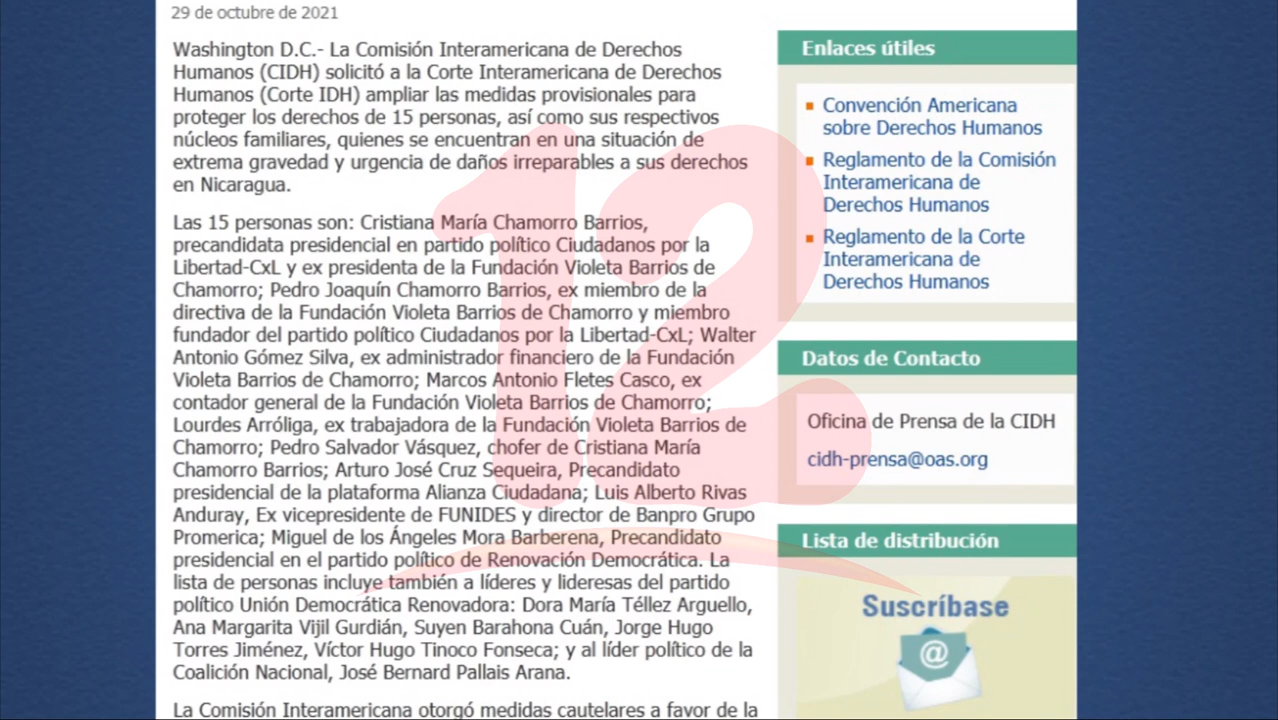 29 de octubre de 2021
Washington D.C.- La Comisión Interamericana de Derechos
Humanos (CIDH) solicitó a la Corte Interamericana de Derechos
Humanos (Corte IDH) ampliar las medidas provisionales para
proteger los derechos de 15 personas, así como sus respectivos
núcleos familiares, quienes se encuentran en una situación de
extrema gravedad y urgencia de daños irreparables a sus derechos
en Nicaragua.
Las 15 personas son: Cristiana María Chamorro Barrios,
precandidata presidencial en partido político Ciudadanos por la
Libertad-CxL y ex presidenta de la Fundación Violeta Barrios de
Chamorro; Pedro Joaquín Chamorro Barrios, ex miembro de la
directiva de la Fundación Violeta Barrios de Chamorro y miembro
fundador del partido político Ciudadanos por la Libertad-CxL; Walter
Antonio Gómez Silva, ex administrador financiero de la Fundación
Violeta Barrios de Chamorro; Marcos Antonio Fletes Casco, ex
contador general de la Fundación Violeta Barrios de Chamorro;
Lourdes Arróliga, ex trabajadora de la Fundación Violeta Barrios de
Chamorro; Pedro Salvador Vásquez, chofer de Cristiana María
Chamorro Barrios; Arturo José Cruz Sequeira, Precandidato
presidencial de la plataforma Alianza Ciudadana; Luis Alberto Rivas
Anduray, Ex vicepresidente de FUNIDES y director de Banpro Grupo
Promerica; Miguel de los Ángeles Mora Barberena, Precandidato
presidencial en el partido político de Renovación Democrática. La
lista de personas incluye también a líderes y lideresas del partido
político Unión Democrática Renovadora: Dora María Téllez Arguello,
Ana Margarita Vijil Gurdián, Suyen Barahona Cuán, Jorge Hugo
Torres Jiménez, Víctor Hugo Tinoco Fonseca; y al líder político de la
Coalición Nacional, José Bernard Pallais Arana.
La Comisión Interamericana otorgó medidas cautelares a favor de la
12
Enlaces útiles
Convención Americana
sobre Derechos Humanos
Reglamento de la Comisión
Interamericana de
Derechos Humanos
Reglamento de la Corte
Interamericana de
Derechos Humanos
Datos de Contacto
Oficina de Prensa de la CIDH
cidh-prensa@oas.org
Lista de distribución
Suscríbase
@